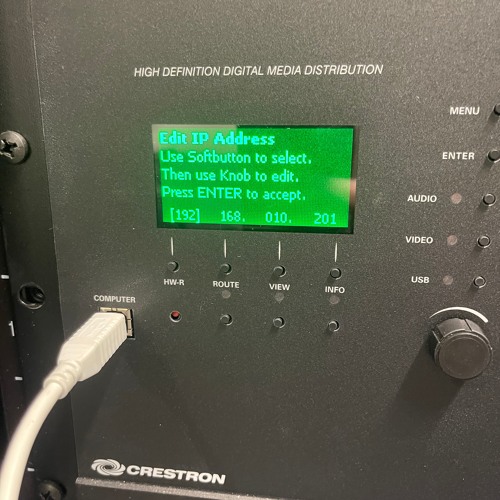 HIGH DEFINITION DIGITAL MEDIA DISTRIBUTION
MENU
Edit IP Address
Use Softbutton to select.
Then use Knob to edit.
Press ENTER to accept.
[192] 168. 010. 201
ENTER
AUDIO
VIDEO
USB
HW-R ROUTE VIEW INFO
COMPUTER
1
CRESTRON